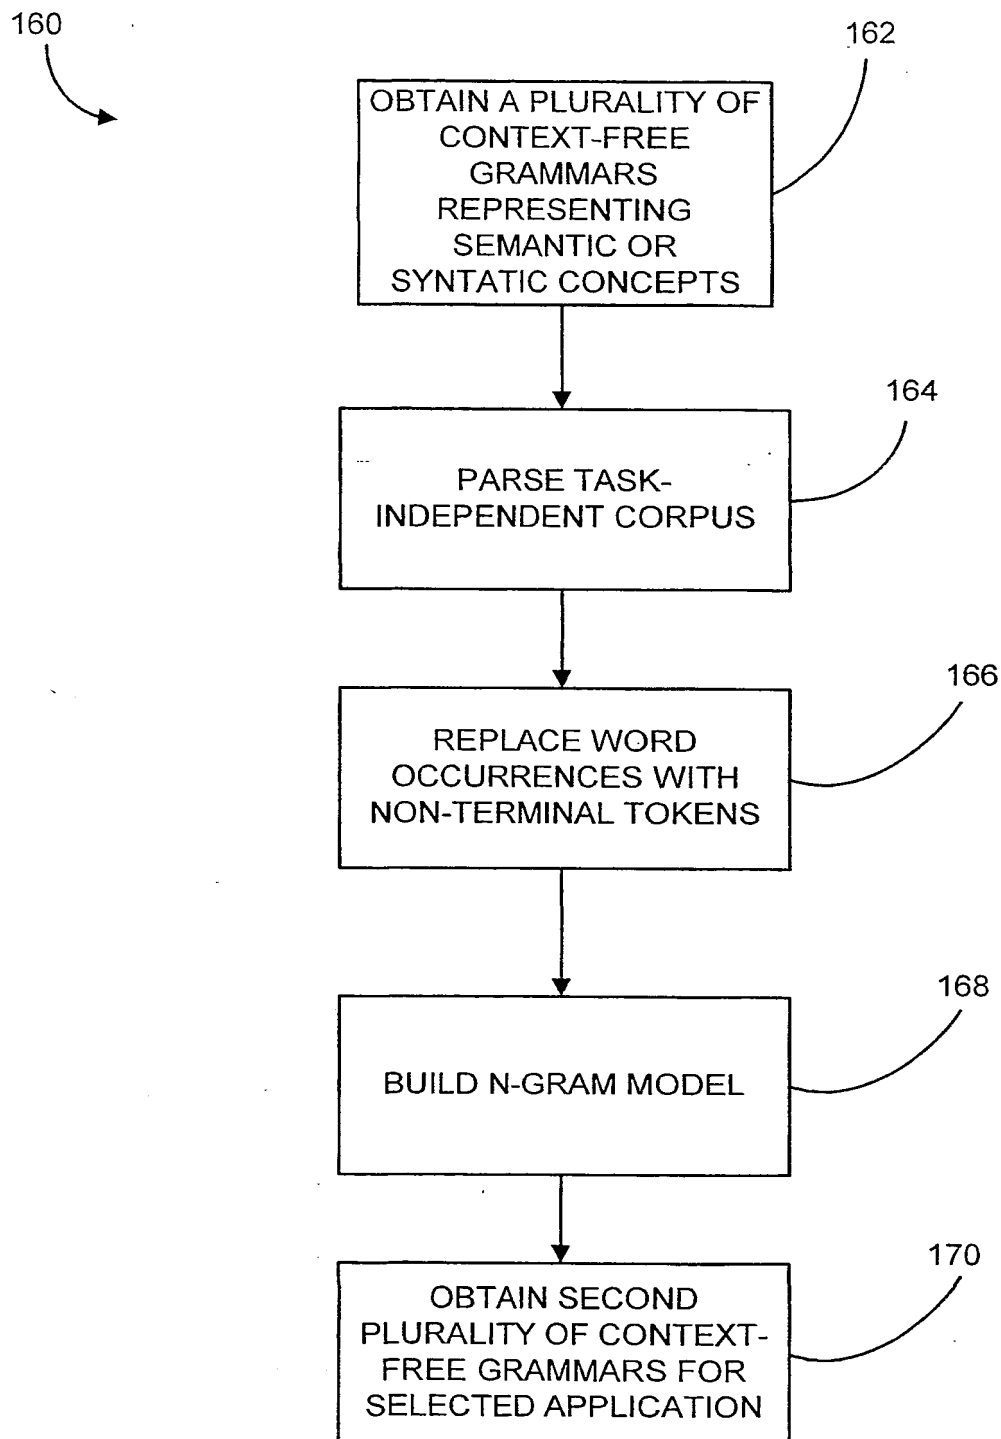 160
162
OBTAIN A PLURALITY OF
CONTEXT-FREE
GRAMMARS
REPRESENTING
SEMANTIC OR
SYNTATIC CONCEPTS
164
PARSE TASK-
INDEPENDENT CORPUS
166
REPLACE WORD
OCCURRENCES WITH
NON-TERMINAL TOKENS
168
BUILD N-GRAM MODEL
170
OBTAIN SECOND
PLURALITY OF CONTEXT-
FREE GRAMMARS FOR
SELECTED APPLICATION